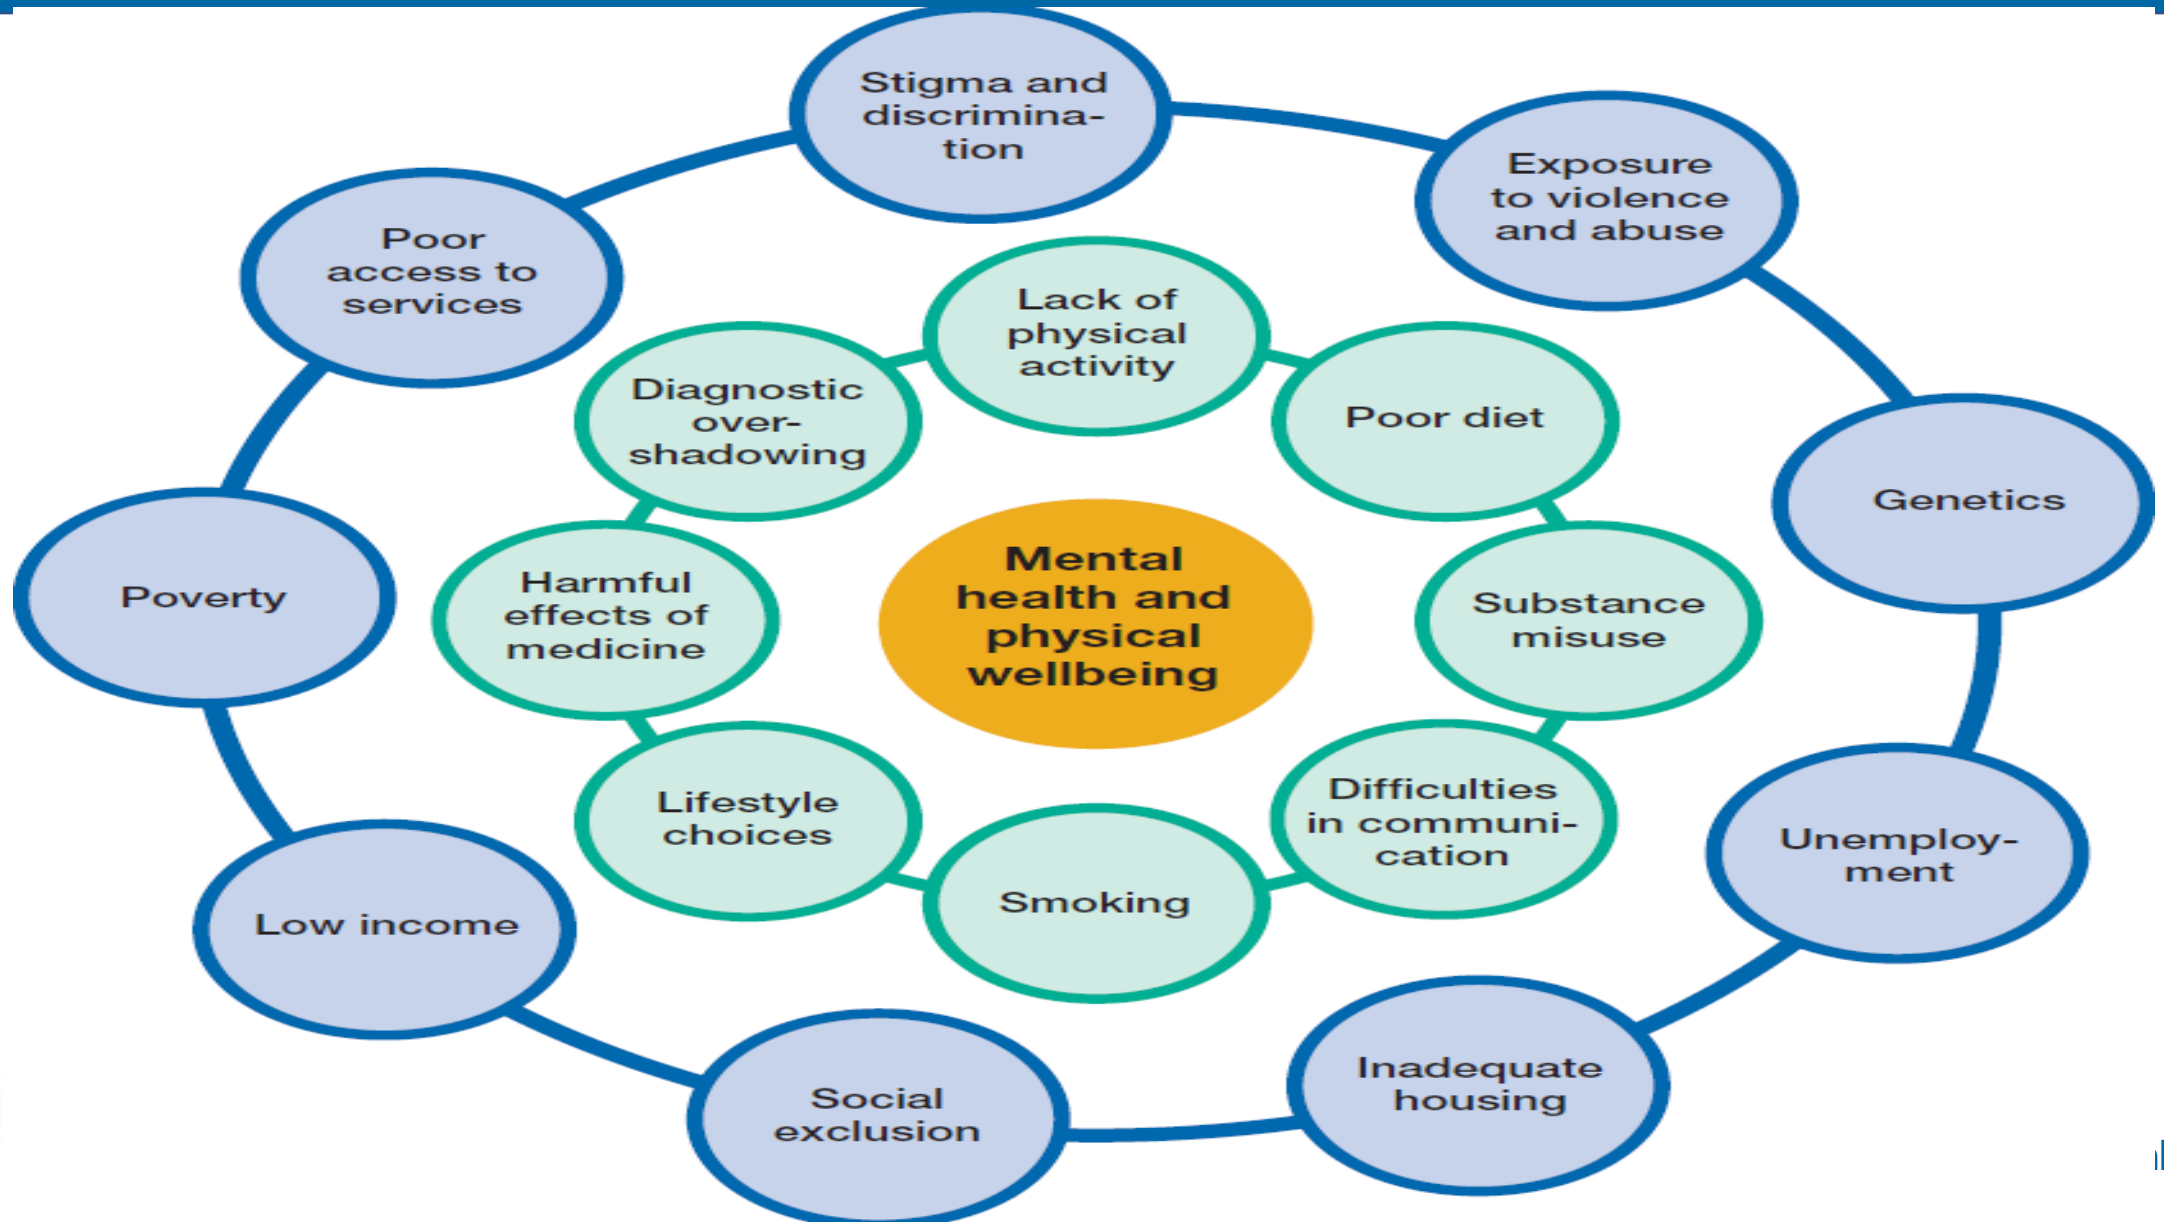 Stigma and
discrimina-
tion
Exposure
to violence
and abuse
Poor
access to
services
Lack of
physical
activity
Diagnostic
over-
shadowing
Poor diet
Genetics
Mental
health and
physical
wellbeing
Harmful
effects of
medicine
Poverty
Substance
misuse
Lifestyle
choices
Difficulties
in communi-
cation
Unemploy-
ment
Smoking
Low income
Inadequate
housing
Social
exclusion